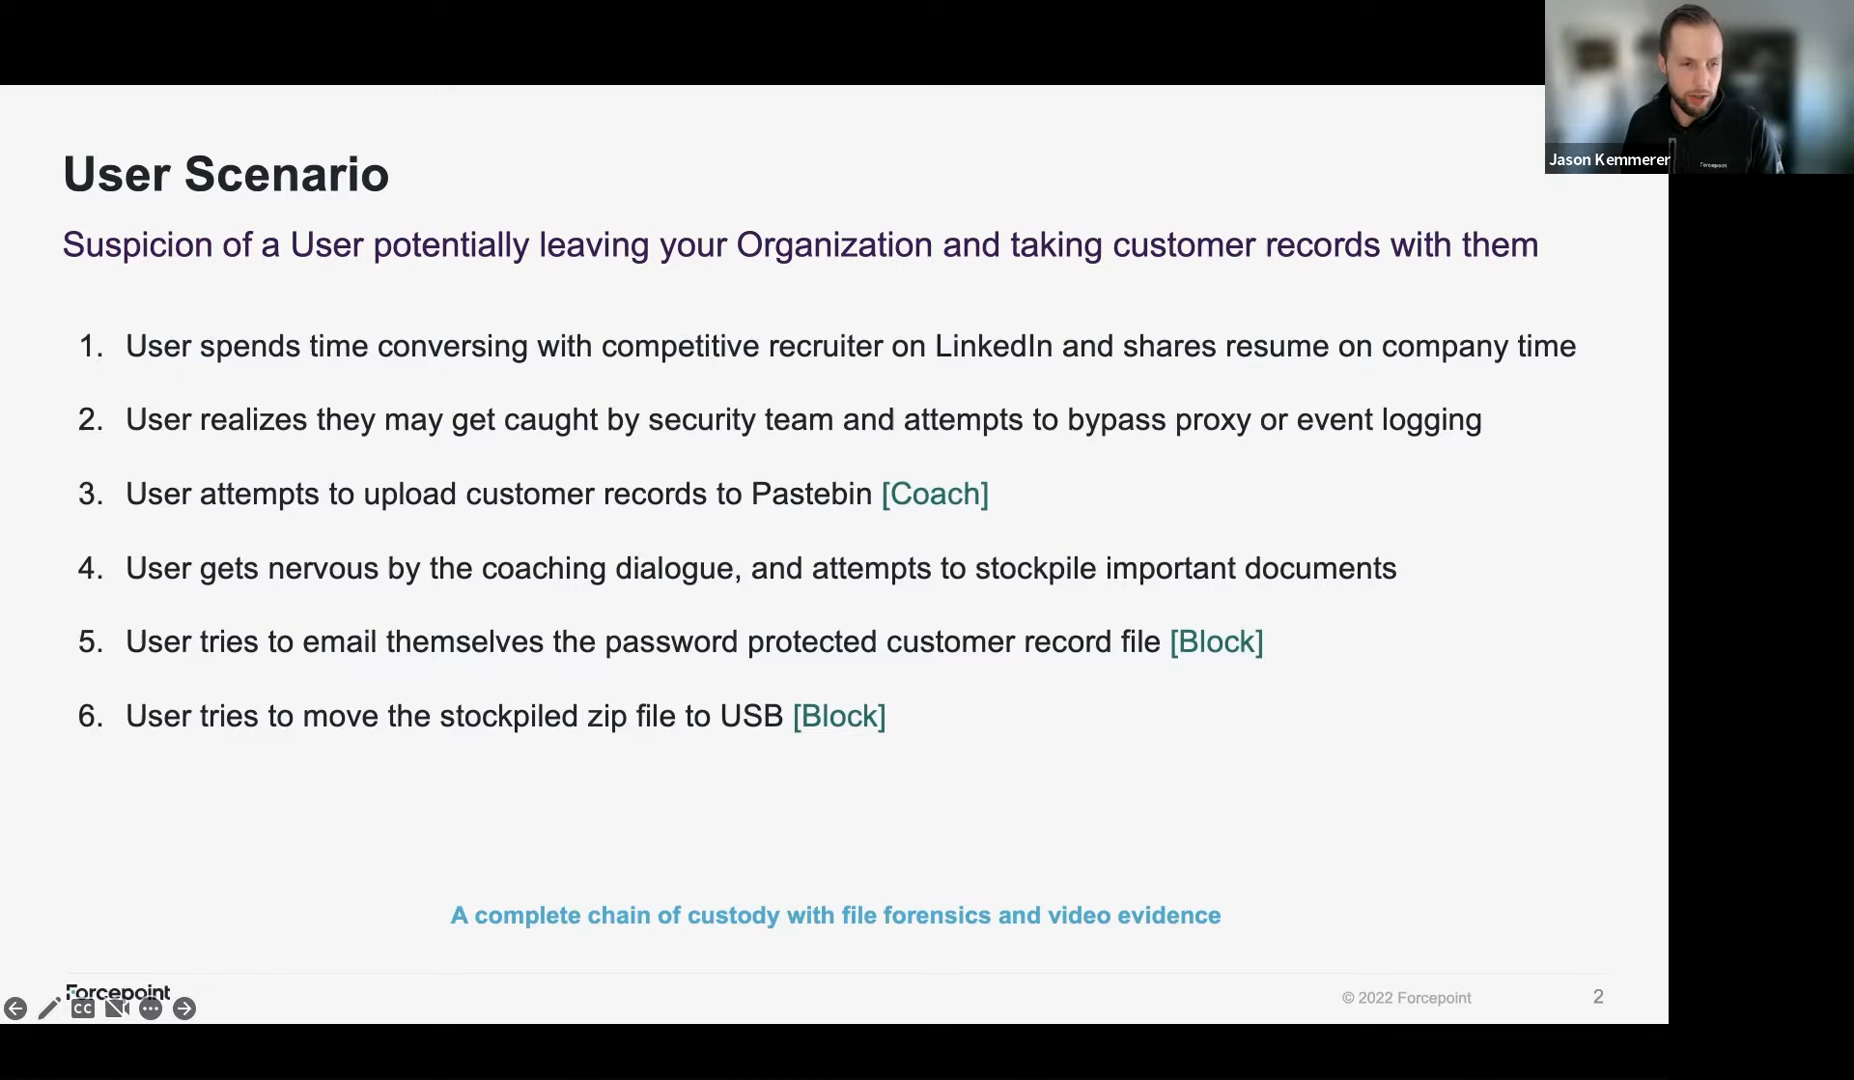 Jason Kemmerer
Forcepoint
User Scenario
Suspicion of a User potentially leaving your Organization and taking customer records with them
1. User spends time conversing with competitive recruiter on LinkedIn and shares resume on company time
2. User realizes they may get caught by security team and attempts to bypass proxy or event logging
3. User attempts to upload customer records to Pastebin [Coach]
4. User gets nervous by the coaching dialogue, and attempts to stockpile important documents
5. User tries to email themselves the password protected customer record file [Block]
6. User tries to move the stockpiled zip file to USB [Block]
A complete chain of custody with file forensics and video evidence
Forcepoint
CC
© 2022 Forcepoint
2